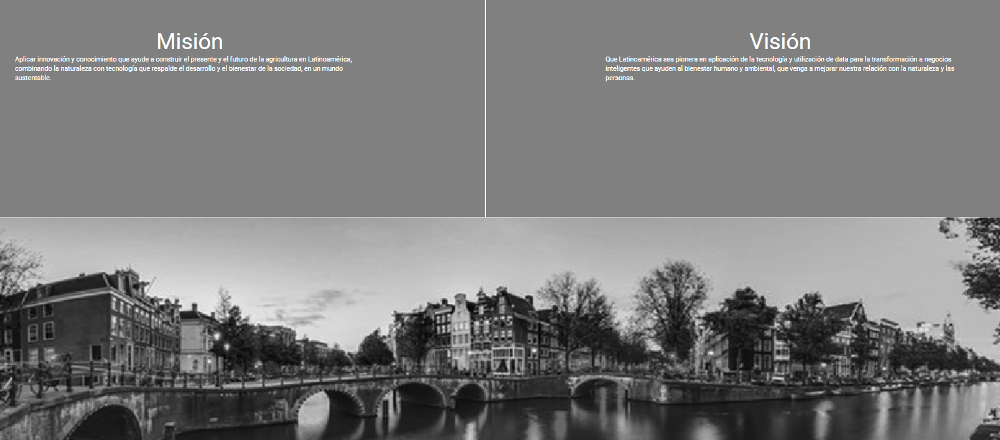 Misión
Aplicar innovación y conocimiento que ayude a construir el presente y el futuro de la agricultura en Latinoamérica,
combinando la naturaleza con tecnología que respalde el desarrollo y el bienestar de la sociedad, en un mundo
sustentable.
Visión
Que Latinoamérica sea pionera en aplicación de la tecnología y utilización de data para la transformación a negocios
inteligentes que ayuden al bienestar humano y ambiental, que venga a mejorar nuestra relación con la naturaleza y las
personas.